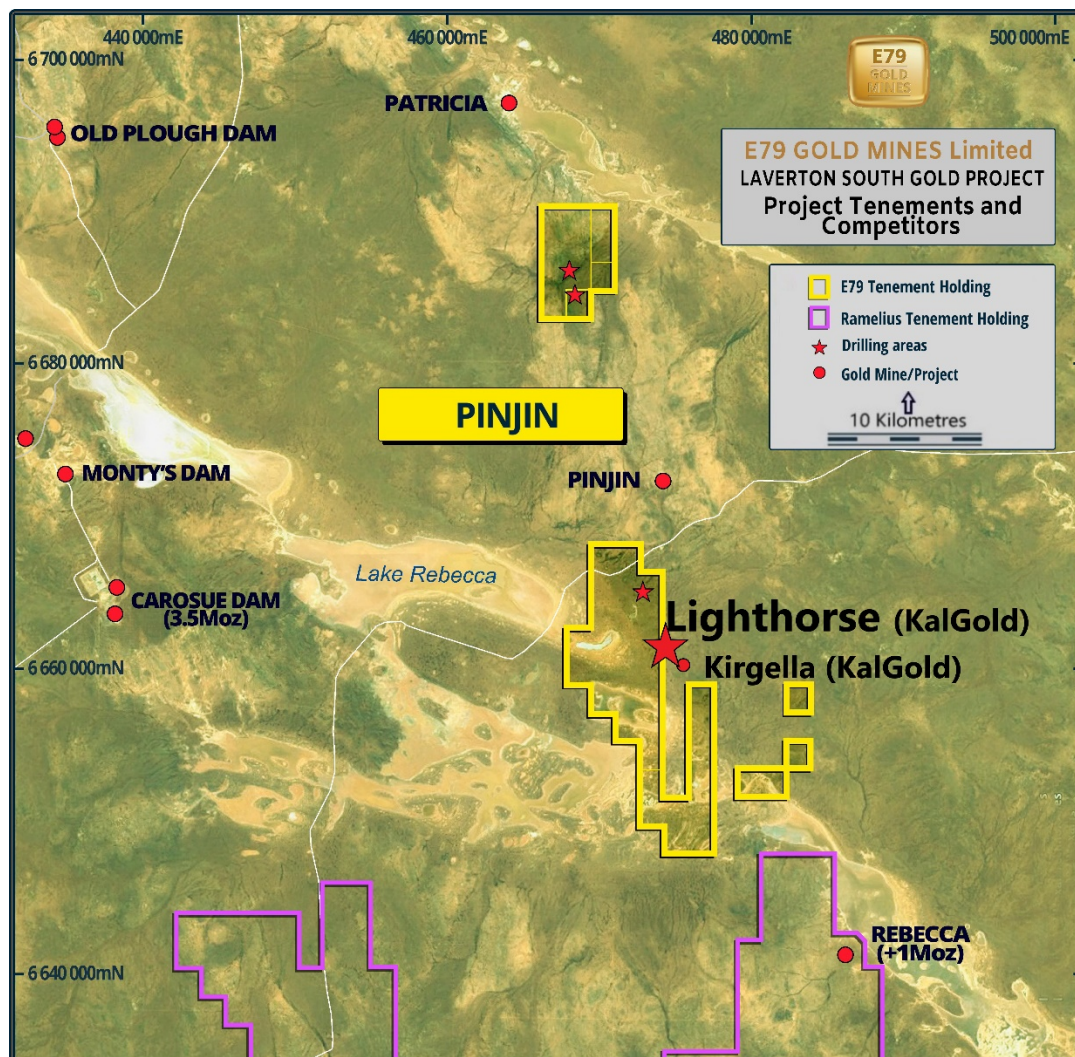 440 000mE
460 000mE
480 000mE
500 000mE
6 700 000mN
E79
GOLD
MINES
PATRICIA
OLD PLOUGH DAM
E79 GOLD MINES Limited
LAVERTON SOUTH GOLD PROJECT
Project Tenements and
Competitors
E79 Tenement Holding
Ramelius Tenement Holding
Drilling areas
Gold Mine/Project
10 Kilometres
6 680 000mN
PINJIN
MONTY'S DAM
PINJIN
Lake Rebecca
CAROSUE DAM
(3.5Moz)
Lighthorse (KalGold)
6 660 000mN
Kirgella (KalGold)
REBECCA
(+1Moz)
6 640 000mN